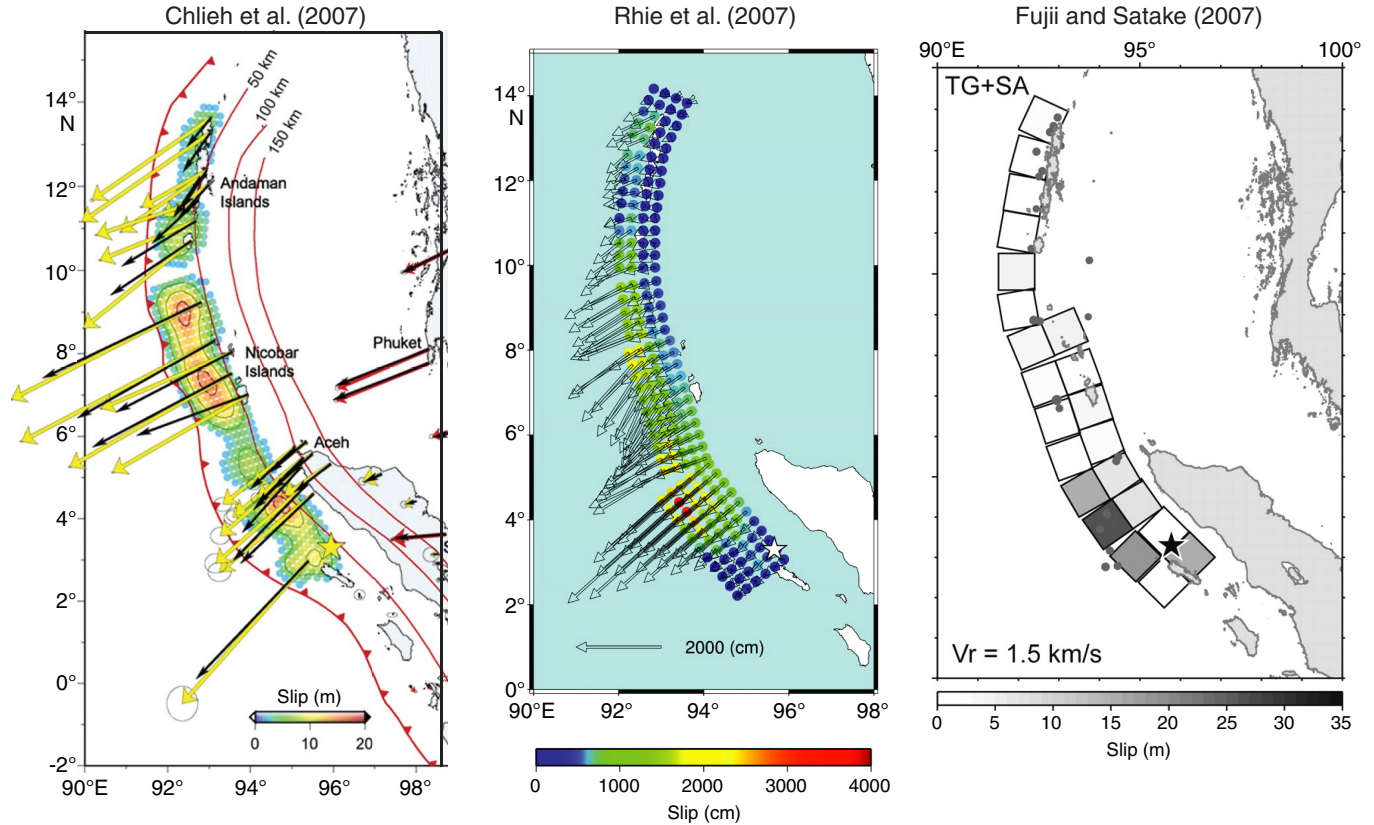 Chlieh et al. (2007)
50 km
100 km
150 km
14°
N
12°
10°
8°
6°
4°
2°
0°
-2°
Andaman
Islands
Nicobar
Islands
Phuket
Aceh
S
Slip (m)
0 10 20
90°E 92° 94° 96° 98°
Rhie et al. (2007)
14°
N
12°
10°
8°
6°
4°
2°
0°
2000 (cm)
90°E 92° 94° 96° 98°
0 1000 2000 3000 4000
Slip (cm)
Fujii and Satake (2007)
90°E 95° 100°
TG+SA
Vr = 1.5 km/s
0 5 10 15 20 25 30 35
Slip (m)